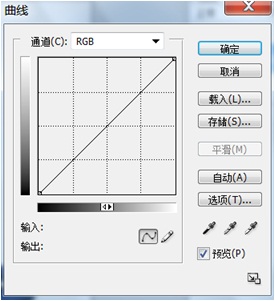 曲线
通道(C): RGB
确定
取消
载入(L)...
存储(S)...
平滑(M)
自动(A)
选项(T)...
输入:
输出:
预览(P)